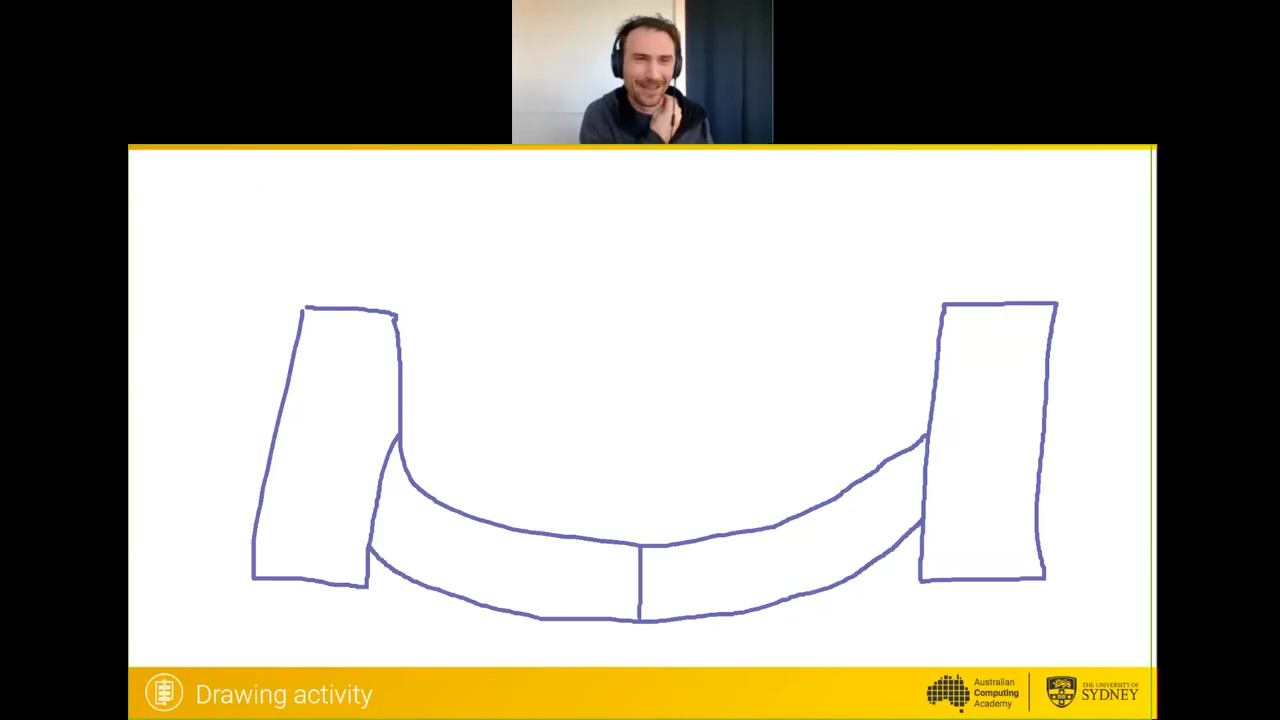 Drawing activity
Australian
Computing
Academy
THE UNIVERSITY OF
SYDNEY